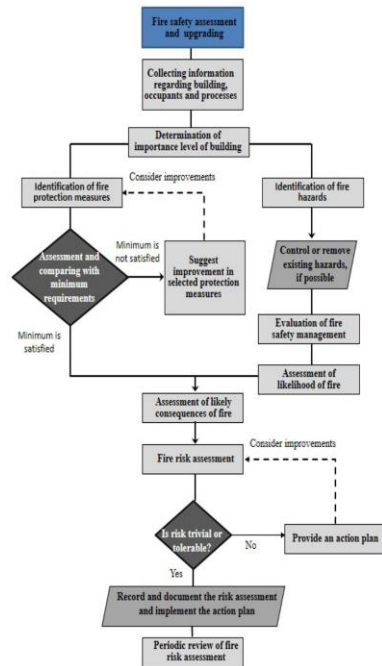 Fire safety assessment
and upgrading
Collecting information
regarding building,
occupants and processes
Determination of
importance level of building
Consider improvements
Identification of fire
protection measures
Identification of fire
hazards
Minimum is
not satisfied
Assessment and
comparing with
minimum
requirements
Suggest
improvement in
selected protection
measures
Control or remove
existing hazards,
if possible
Minimum is
satisfied
Evaluation of fire
safety management
Assessment of
likelihood of fire
Assessment of likely
consequences of fire
Consider improvements
Fire risk assessment
Is risk trivial or
tolerable?
No
Provide an action plan
Yes
Record and document the risk assessment
and implement the action plan
Periodic review of fire
risk assessment